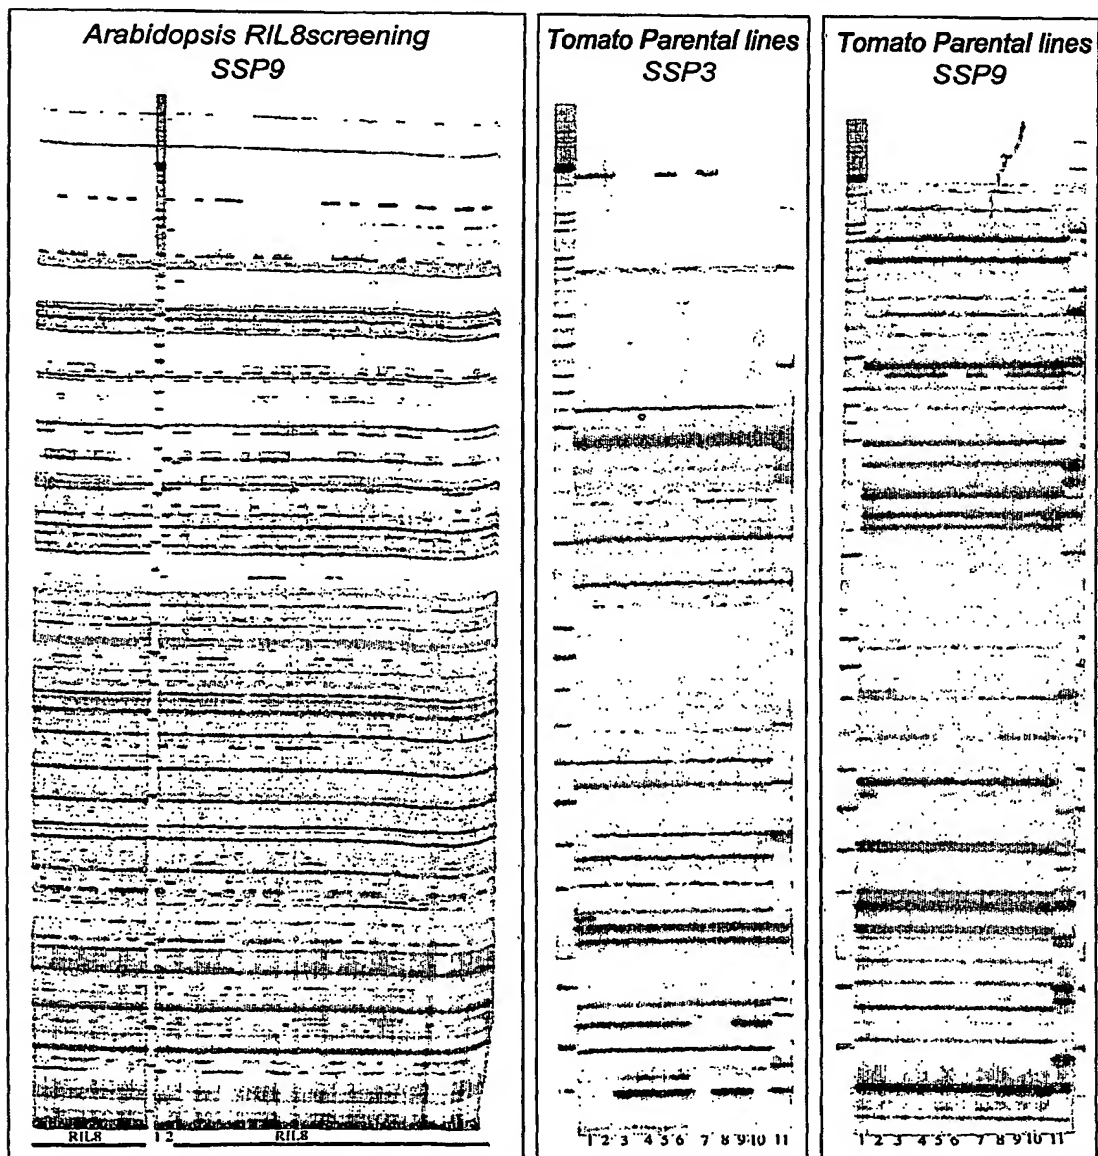 Arabidopsis RIL8screening
SSP9
Tomato Parental lines
SSP3
Tomato Parental lines
SSP9
RIL8 1 2 RIL8
1 2 3 4 5 6 7 8 9 10 11
1 2 3 4 5 6 7 8 9 10 11